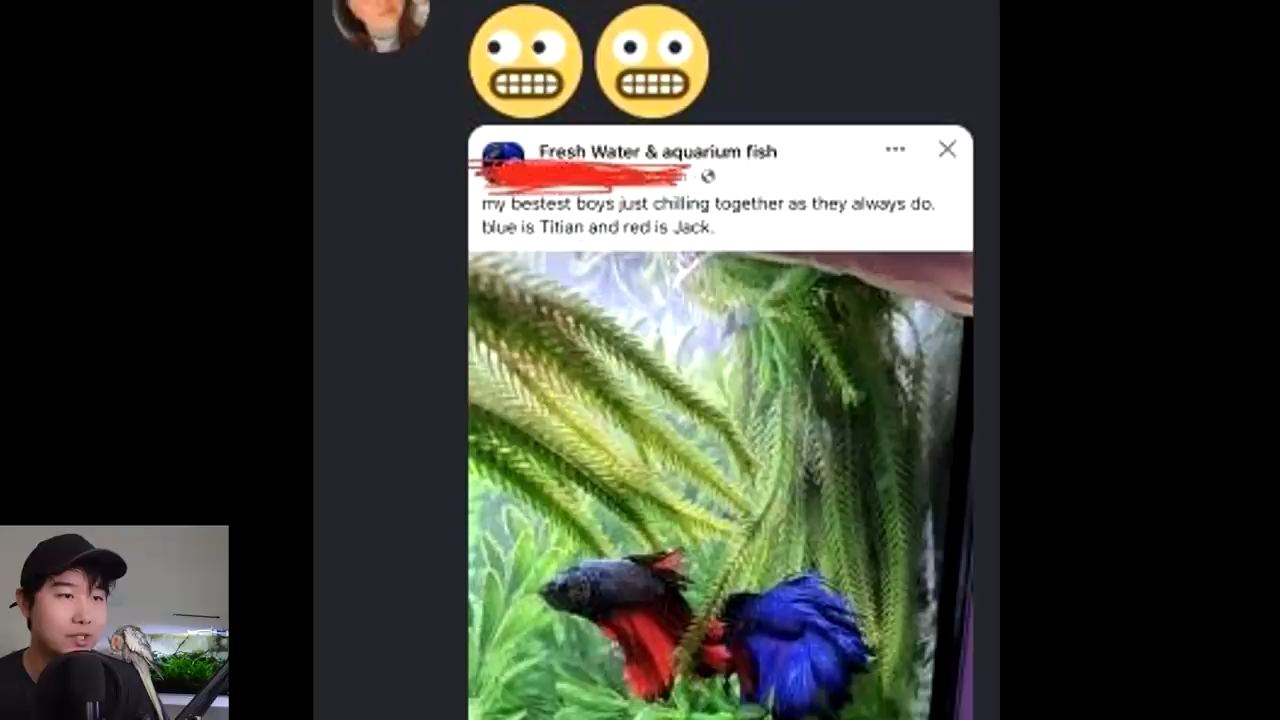 Fresh Water & aquarium fish
my bestest boys just chilling together as they always do.
blue is Titian and red is Jack.